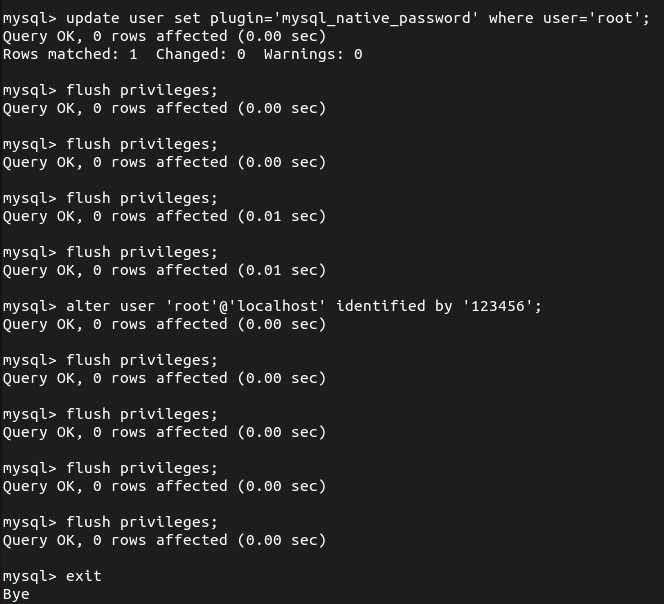 mysql> update user set plugin='mysql_native_password' where user='root';
Query OK, 0 rows affected (0.00 sec)
Rows matched: 1  Changed: 0  Warnings: 0
mysql> flush privileges;
Query OK, 0 rows affected (0.00 sec)
mysql> flush privileges;
Query OK, 0 rows affected (0.00 sec)
mysql> flush privileges;
Query OK, 0 rows affected (0.01 sec)
mysql> flush privileges;
Query OK, 0 rows affected (0.01 sec)
mysql> alter user 'root'@'localhost' identified by '123456';
Query OK, 0 rows affected (0.00 sec)
mysql> flush privileges;
Query OK, 0 rows affected (0.00 sec)
mysql> flush privileges;
Query OK, 0 rows affected (0.00 sec)
mysql> flush privileges;
Query OK, 0 rows affected (0.00 sec)
mysql> flush privileges;
Query OK, 0 rows affected (0.00 sec)
mysql> exit
Bye